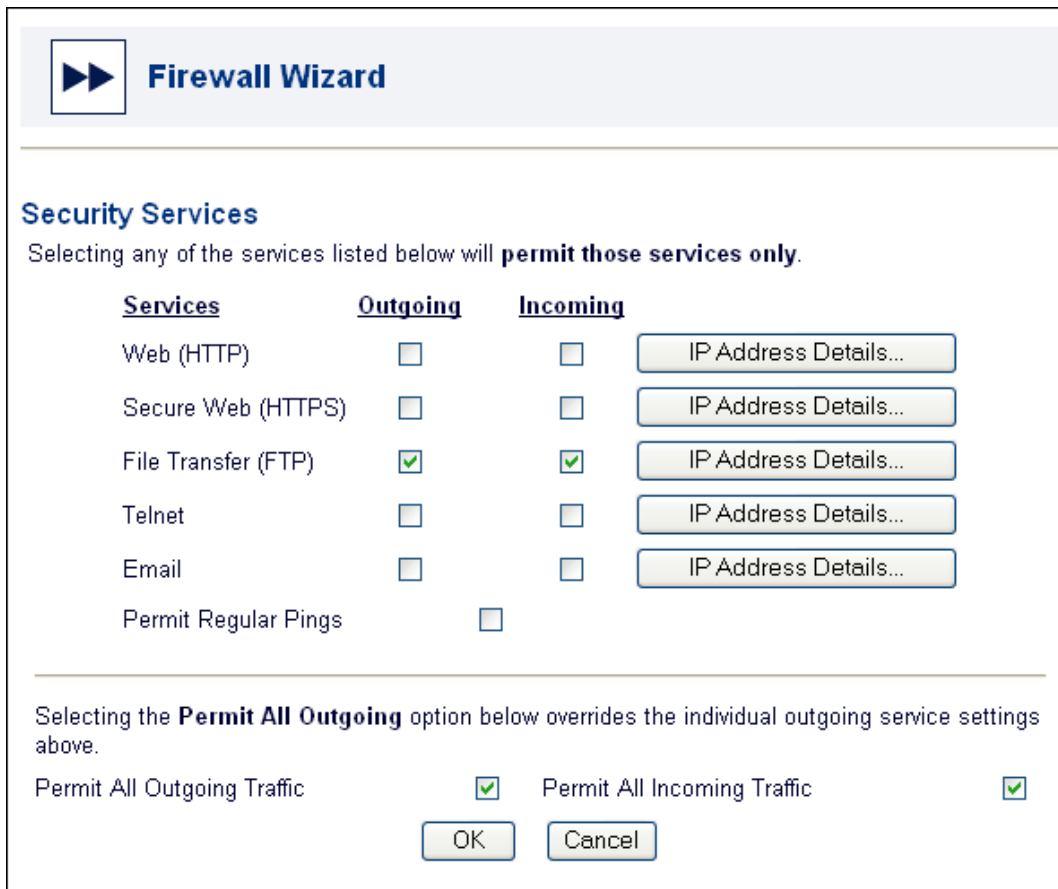 Firewall Wizard
Security Services
Selecting any of the services listed below will permit those services only.
Services Outgoing Incoming
Web (HTTP) IP Address Details...
Secure Web (HTTPS) IP Address Details...
File Transfer (FTP) IP Address Details...
Telnet IP Address Details...
Email IP Address Details...
Permit Regular Pings
Selecting the Permit All Outgoing option below overrides the individual outgoing service settings
above.
Permit All Outgoing Traffic Permit All Incoming Traffic
OK Cancel